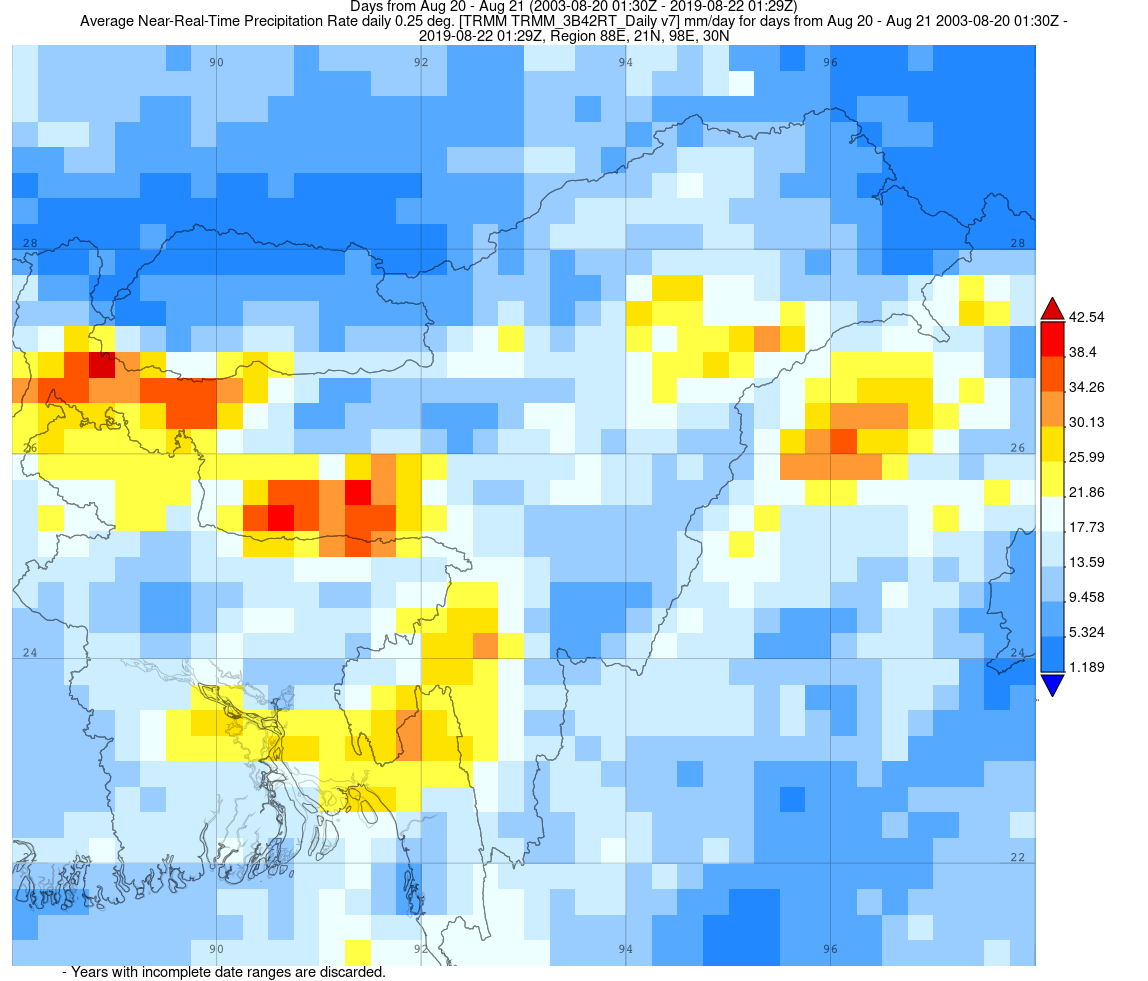 Days from Aug 20 - Aug 21 (2003-08-20 01:30Z - 2019-08-22 01:29Z)
Average Near-Real-Time Precipitation Rate daily 0.25 deg. [TRMM TRMM_3B42RT_Daily v7] mm/day for days from Aug 20 - Aug 21 2003-08-20 01:30Z -
2019-08-22 01:29Z, Region 88E, 21N, 98E, 30N
90 92 94 96
28 28
42.54
38.4
34.26
30.13
26 26
25.99
21.86
17.73
13.59
9.458
5.324
24 24
1.189
22
90 92 94 96
- Years with incomplete date ranges are discarded.